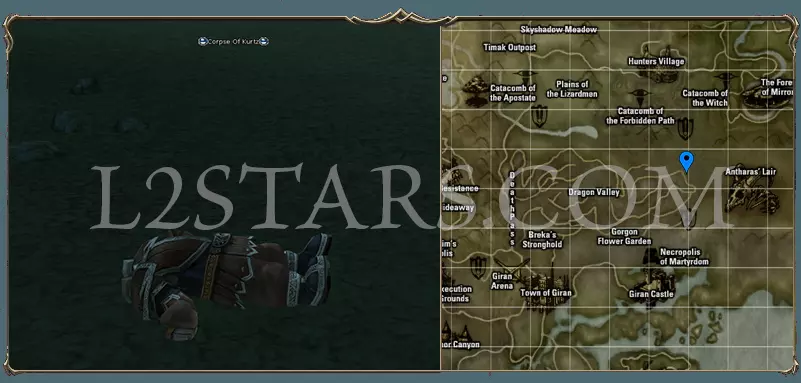 Corpse Of Kurtz
L2STARS.COM
Skyshadow Meadow
Timak Outpost
Hunters Village
Catacomb of
the Apostate
Plains of
the Lizardmen
Catacomb of
the Witch
The Fore
of Mirror
Catacomb of
the Forbidden Path
Antharas' Lair
esistence
ideaway
Death Pass
Dragon Valley
Breka's
Stronghold
Gorgon
Flower Garden
Necropolis
of Martyrdom
Giran
Arena
ecution
Grounds
Town of Giran
Giran Castle
or Canyon